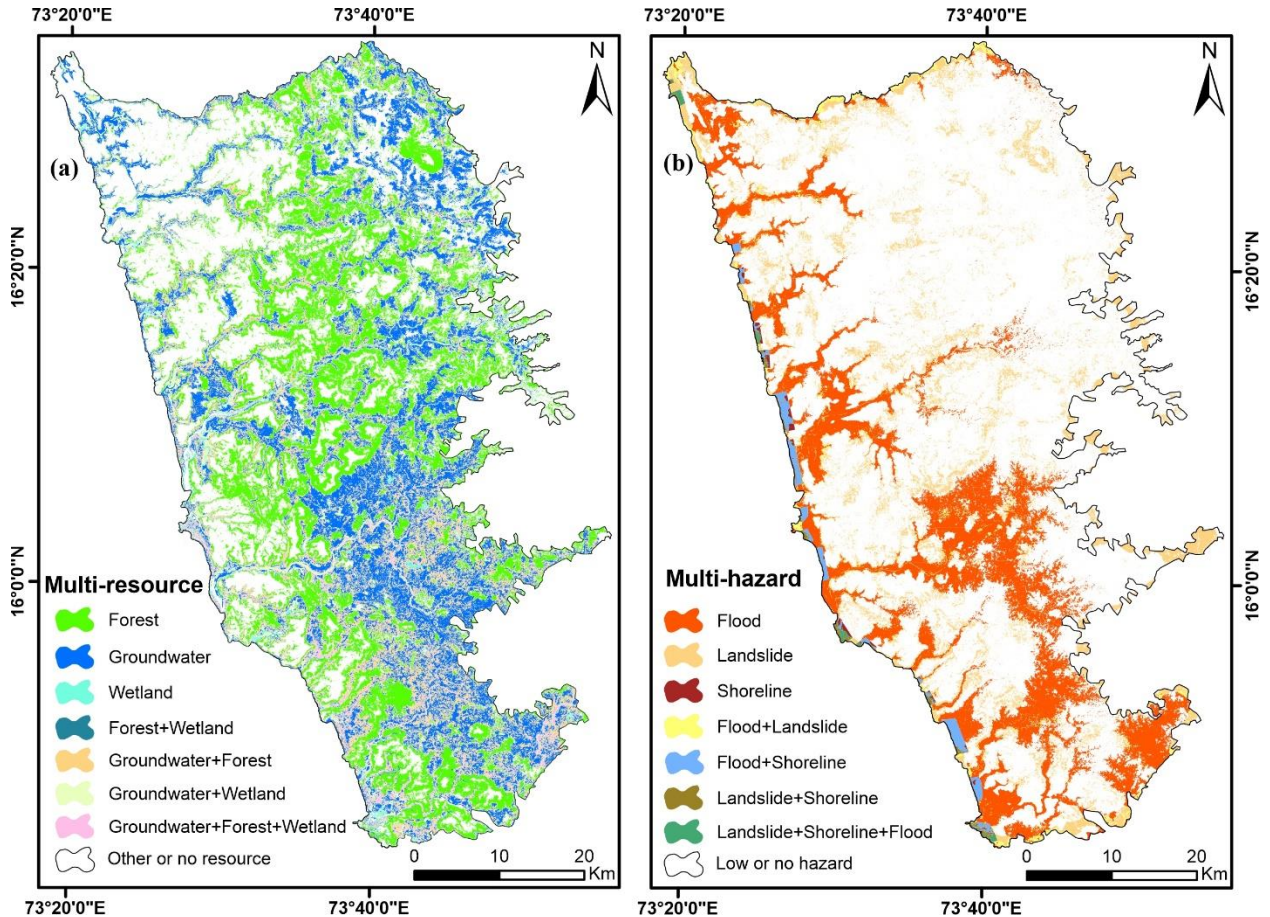 73°20'0"E
73°40'0"E
73°20'0"E
73°40'0"E
N
N
(a)
(b)
16°20'0"N
16°20'0"N
16°0'0"N
16°0'0"N
Multi-resource
Forest
Groundwater
Wetland
Forest+Wetland
Groundwater+Forest
Groundwater+Wetland
Groundwater+Forest+Wetland
Other or no resource
0 10 20
Km
Multi-hazard
Flood
Landslide
Shoreline
Flood+Landslide
Flood+Shoreline
Landslide+Shoreline
Landslide+Shoreline+Flood
Low or no hazard
0 10 20
Km
73°20'0"E
73°40'0"E
73°20'0"E
73°40'0"E